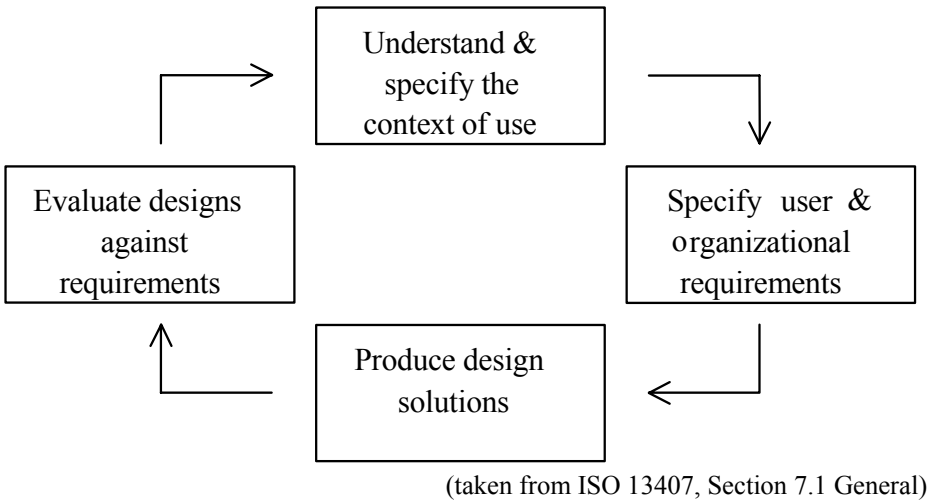 Understand &
specify the
context of use
Specify user &
organizational
requirements
Produce design
solutions
Evaluate designs
against
requirements
(taken from ISO 13407, Section 7.1 General)